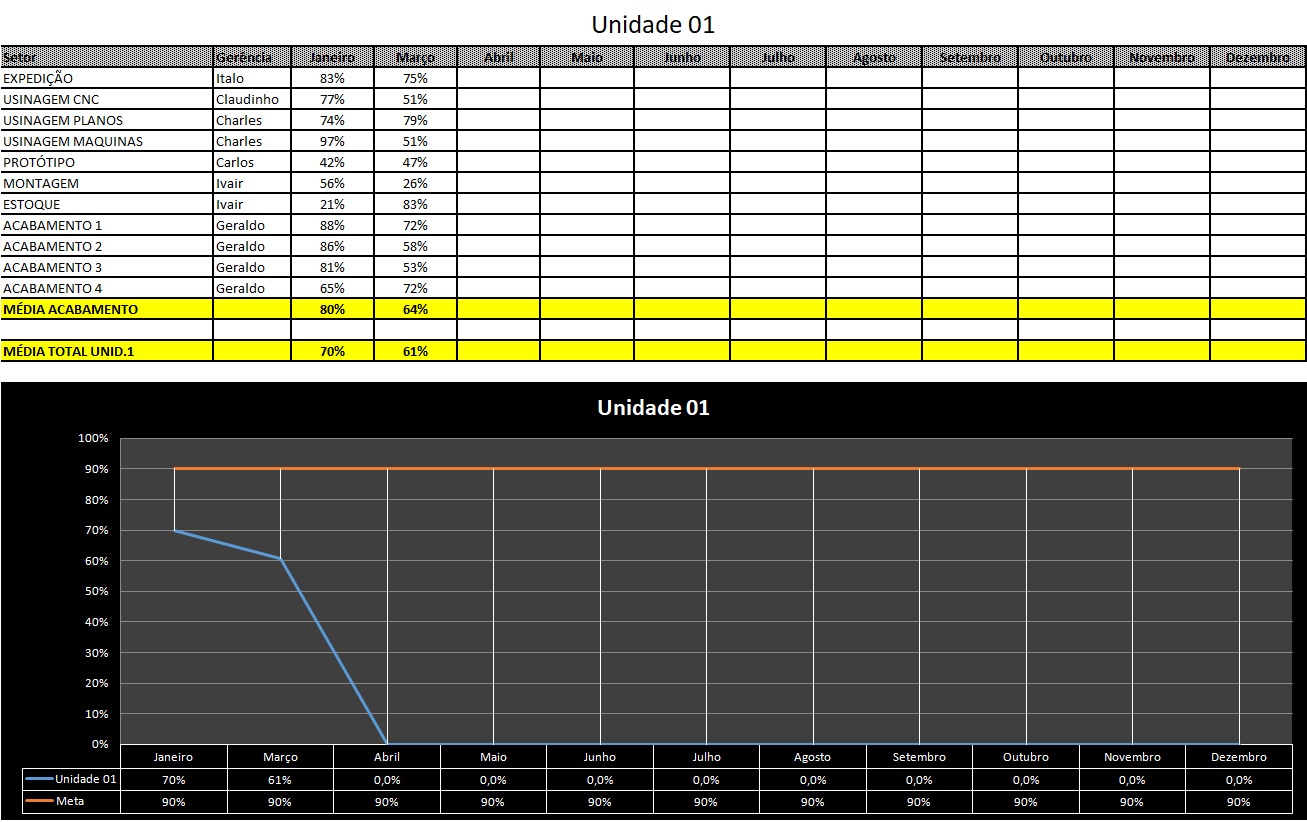 Unidade 01
Setor Gerência Janeiro Março Abril Maio Junho Julho Agosto Setembro Outubro Novembro Dezembro
EXPEDIÇÃO Italo 83% 75%
USINAGEM CNC Claudinho 77% 51%
USINAGEM PLANOS Charles 74% 79%
USINAGEM MAQUINAS Charles 97% 51%
PROTÓTIPO Carlos 42% 47%
MONTAGEM Ivair 56% 26%
ESTOQUE Ivair 21% 83%
ACABAMENTO 1 Geraldo 88% 72%
ACABAMENTO 2 Geraldo 86% 58%
ACABAMENTO 3 Geraldo 81% 53%
ACABAMENTO 4 Geraldo 65% 72%
MÉDIA ACABAMENTO 80% 64%
MÉDIA TOTAL UNID.1 70% 61%
Unidade 01
100%
90%
80%
70%
60%
50%
40%
30%
20%
10%
0%
Janeiro Março Abril Maio Junho Julho Agosto Setembro Outubro Novembro Dezembro
Unidade 01 70% 61% 0,0% 0,0% 0,0% 0,0% 0,0% 0,0% 0,0% 0,0% 0,0%
Meta 90% 90% 90% 90% 90% 90% 90% 90% 90% 90% 90%